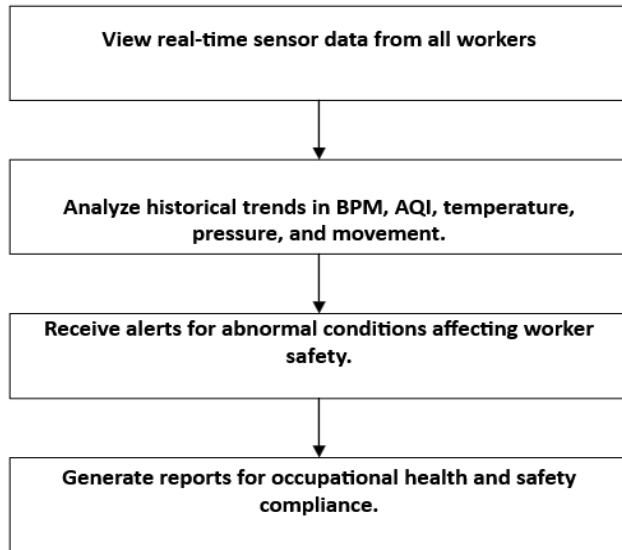 View real-time sensor data from all workers
Analyze historical trends in BPM, AQI, temperature,
pressure, and movement.
Receive alerts for abnormal conditions affecting worker
safety.
Generate reports for occupational health and safety
compliance.